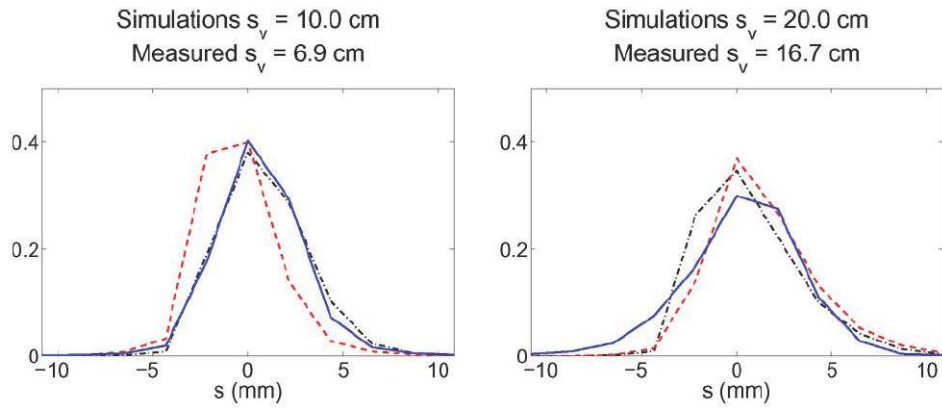 Simulations s_v = 10.0 cm
Measured s_v = 6.9 cm
0.4
0.2
0
−10
−5
0
5
10
s (mm)
Simulations s_v = 20.0 cm
Measured s_v = 16.7 cm
0.4
0.2
0
−10
−5
0
5
10
s (mm)